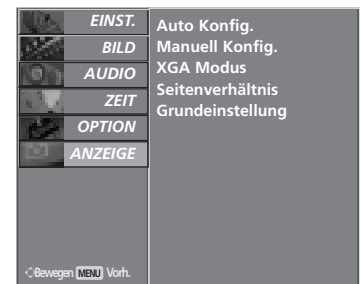 EINST.
BILD
AUDIO
ZEIT
OPTION
ANZEIGE
Auto Konfig.
Manuell Konfig.
XGA Modus
Seitenverhältnis
Grundeinstellung
Bewegen MENU Vorh.